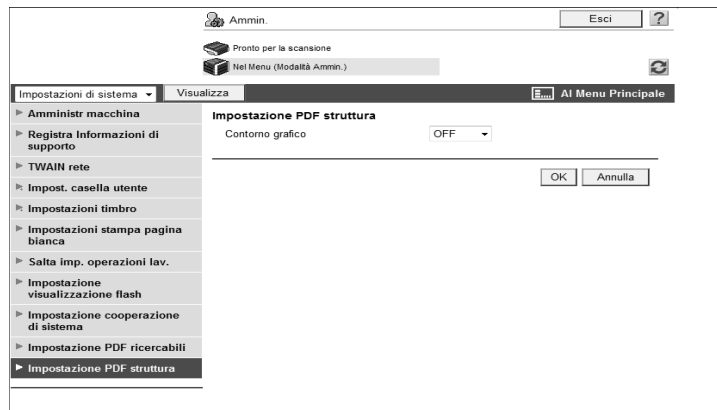 Ammin.
Esci
?
Pronto per la scansione
Nel Menu (Modalità Ammin.)
Impostazioni di sistema
Visualizza
Al Menu Principale
Amministr macchina
Registra Informazioni di
supporto
TWAIN rete
Impost. casella utente
Impostazioni timbro
Impostazioni stampa pagina
bianca
Salta imp. operazioni lav.
Impostazione
visualizzazione flash
Impostazione cooperazione
di sistema
Impostazione PDF ricercabili
Impostazione PDF struttura
Impostazione PDF struttura
Contorno grafico
OFF
OK
Annulla